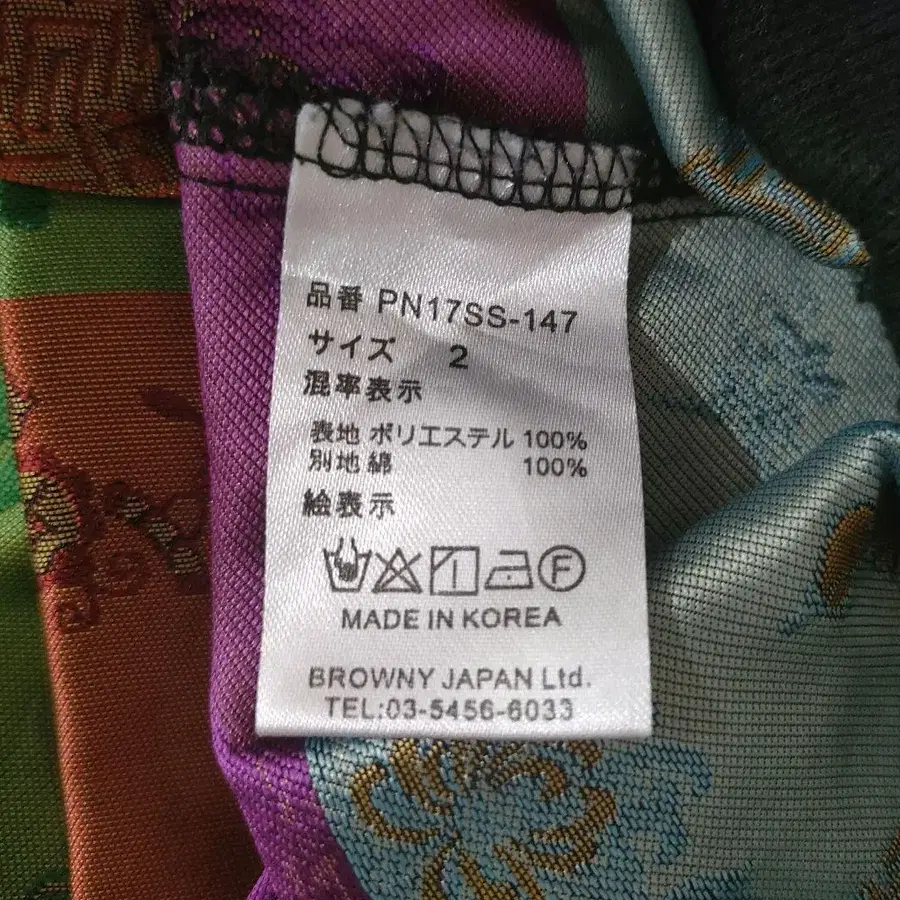 品番 PN17SS-147
サイズ 2
混率表示
表地 ポリエステル 100%
別地 綿 100%
絵表示
F
MADE IN KOREA
BROWNY JAPAN Ltd.
TEL:03-5456-6033